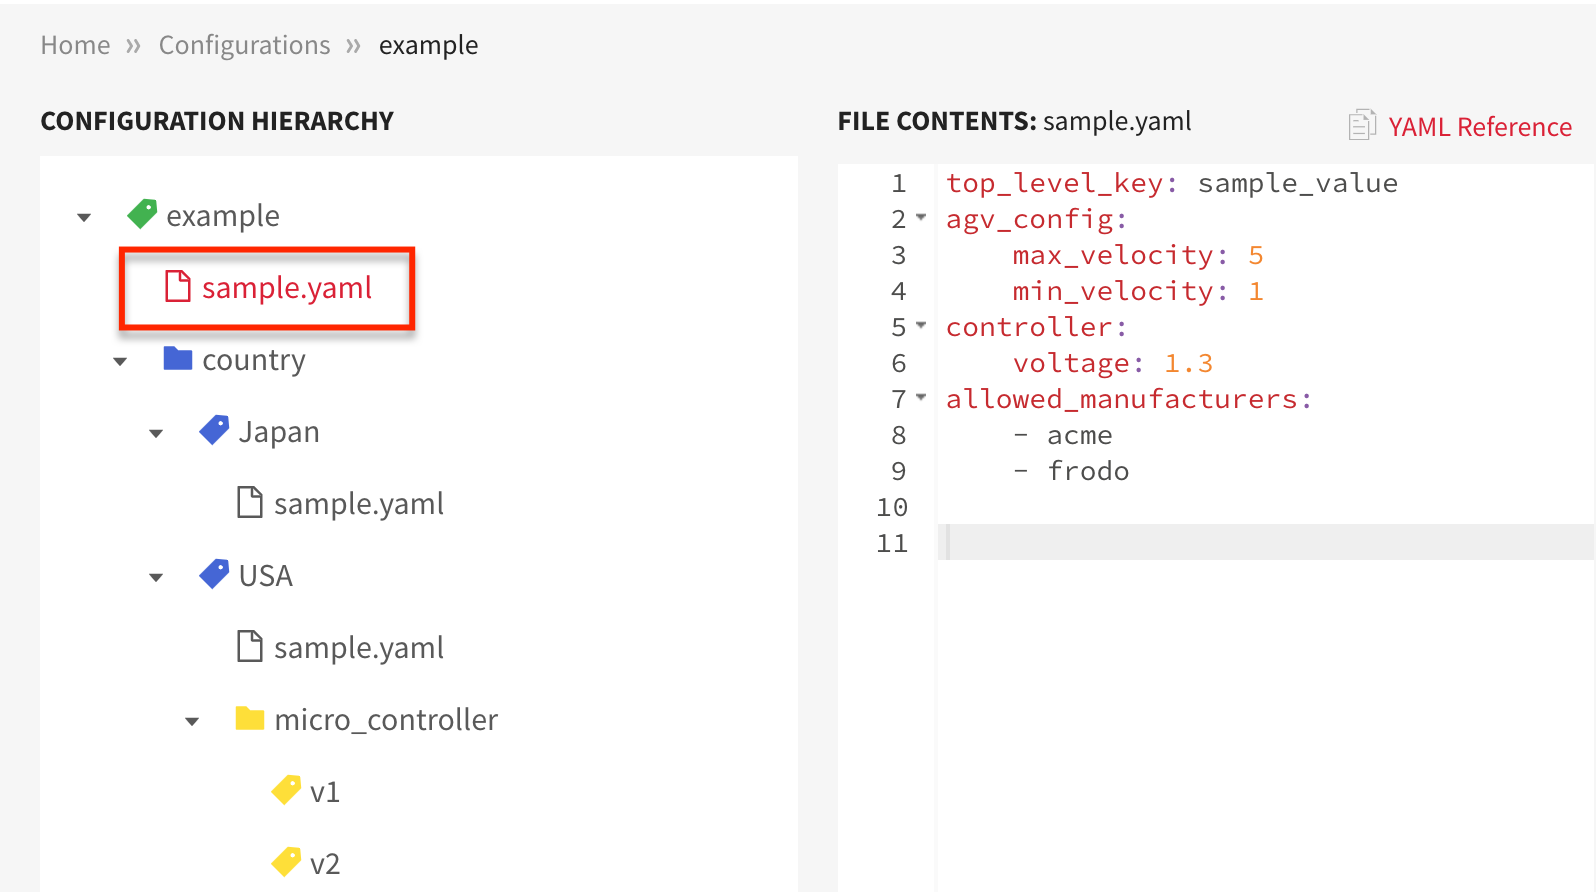 Home » Configurations » example
CONFIGURATION HIERARCHY
example
sample.yaml
country
Japan
sample.yaml
USA
sample.yaml
micro_controller
v1
v2
FILE CONTENTS: sample.yaml
YAML Reference
1 top_level_key: sample_value
2 agv_config:
3     max_velocity: 5
4     min_velocity: 1
5 controller:
6     voltage: 1.3
7 allowed_manufacturers:
8     - acme
9     - frodo
10
11